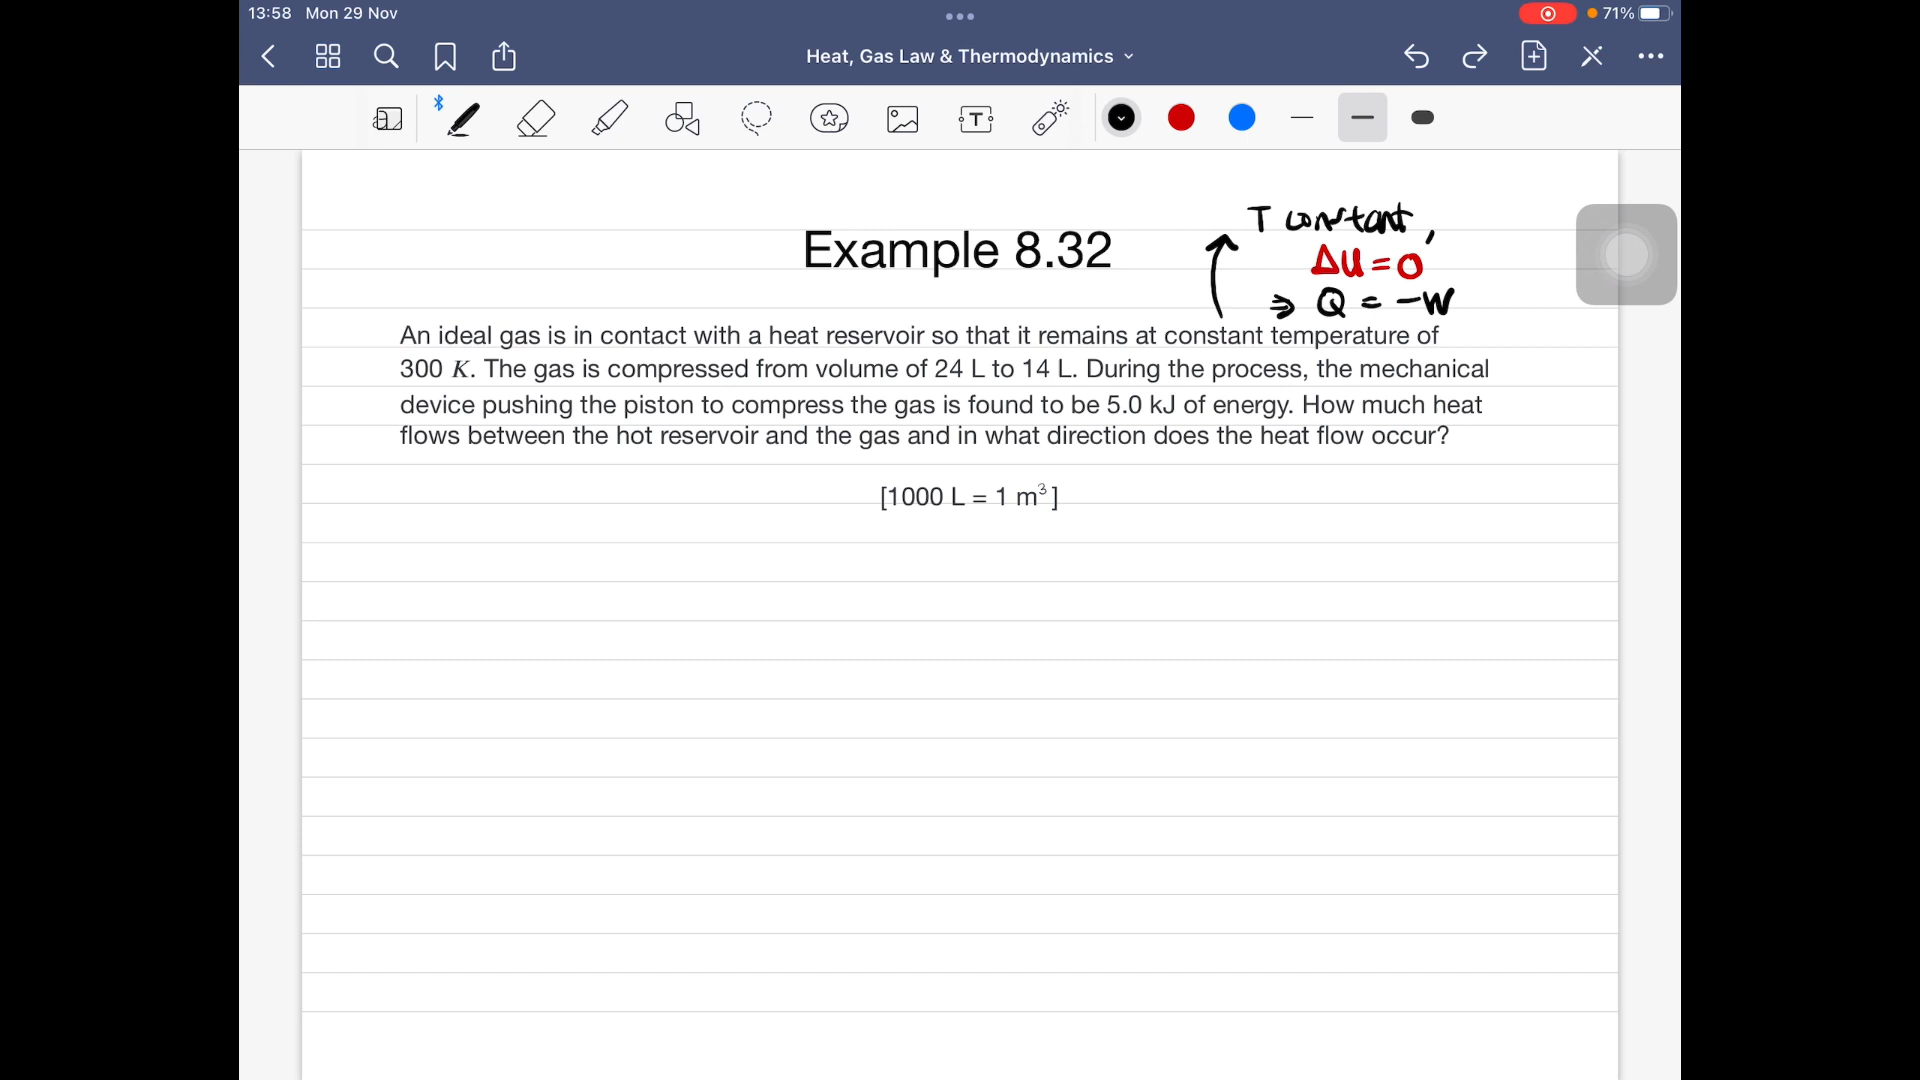 13:58 Mon 29 Nov
71%
Heat, Gas Law & Thermodynamics
T constant,
Example 8.32
ΔU = 0
⇒ Q = -W
An ideal gas is in contact with a heat reservoir so that it remains at constant temperature of
300 K. The gas is compressed from volume of 24 L to 14 L. During the process, the mechanical
device pushing the piston to compress the gas is found to be 5.0 kJ of energy. How much heat
flows between the hot reservoir and the gas and in what direction does the heat flow occur?
[1000 L = 1 m³]